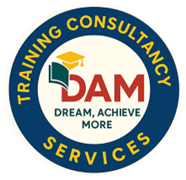 TRAINING CONSULTANCY
DAM
DREAM, ACHIEVE
MORE
SERVICES